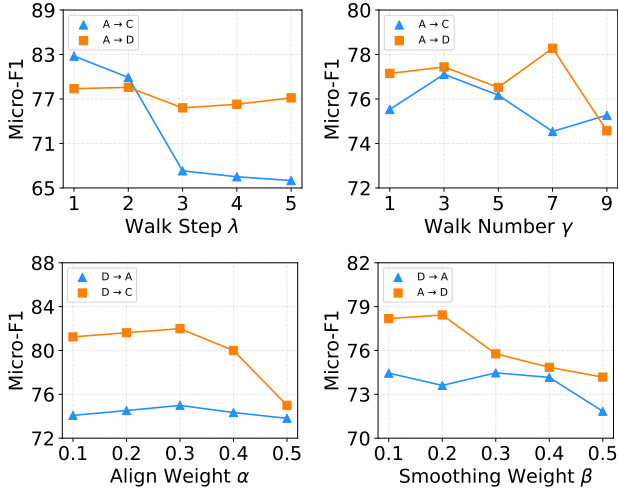 89
83
77
71
65
Micro-F1
A → C
A → D
1 2 3 4 5
Walk Step λ
80
78
76
74
72
Micro-F1
A → C
A → D
1 3 5 7 9
Walk Number γ
88
84
80
76
72
Micro-F1
D → A
D → C
0.1 0.2 0.3 0.4 0.5
Align Weight α
82
79
76
73
70
Micro-F1
D → A
A → D
0.1 0.2 0.3 0.4 0.5
Smoothing Weight β